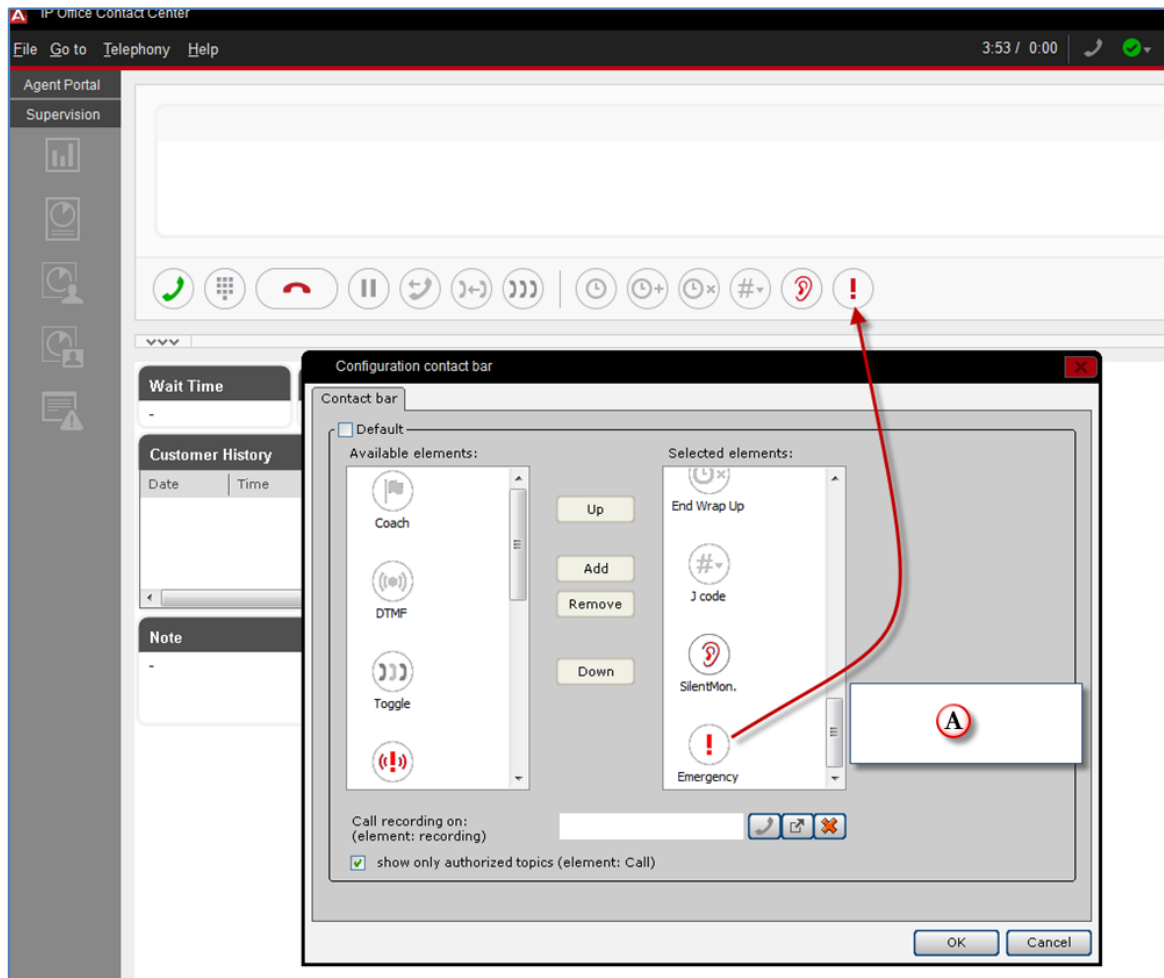 IP Office Contact Center
File Go to Telephony Help 3:53 / 0:00
Agent Portal
Supervision
Wait Time
-
Customer History
Date Time
Note
-
Configuration contact bar
Contact bar
Default
Available elements: Selected elements:
Coach
DTMF
Toggle
Up
Add
Remove
Down
End Wrap Up
J code
SilentMon.
Emergency
A
Call recording on:
(element: recording)
show only authorized topics (element: Call)
OK Cancel